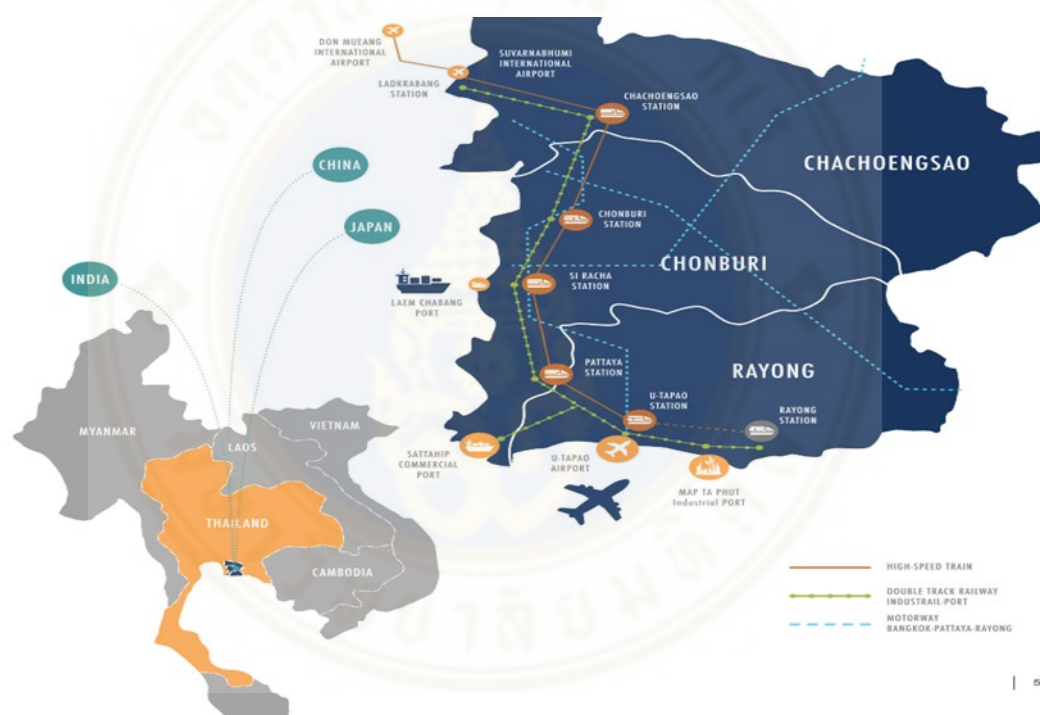 DON MUEANG
INTERNATIONAL
AIRPORT
SUVARNABHUMI
INTERNATIONAL
AIRPORT
LADKRABANG
STATION
CHACHOENGSAO
STATION
CHACHOENGSAO
CHINA
JAPAN
INDIA
CHONBURI
STATION
CHONBURI
SI RACHA
STATION
LAEM CHABANG
PORT
PATTAYA
STATION
RAYONG
U-TAPAO
STATION
RAYONG
STATION
SATTAHIP
COMMERCIAL
PORT
U-TAPAO
AIRPORT
MAP TA PHUT
Industrial PORT
MYANMAR
LAOS
VIETNAM
THAILAND
CAMBODIA
HIGH-SPEED TRAIN
DOUBLE TRACK RAILWAY
INDUSTRAIL-PORT
MOTORWAY
BANGKOK-PATTAYA-RAYONG
| 5